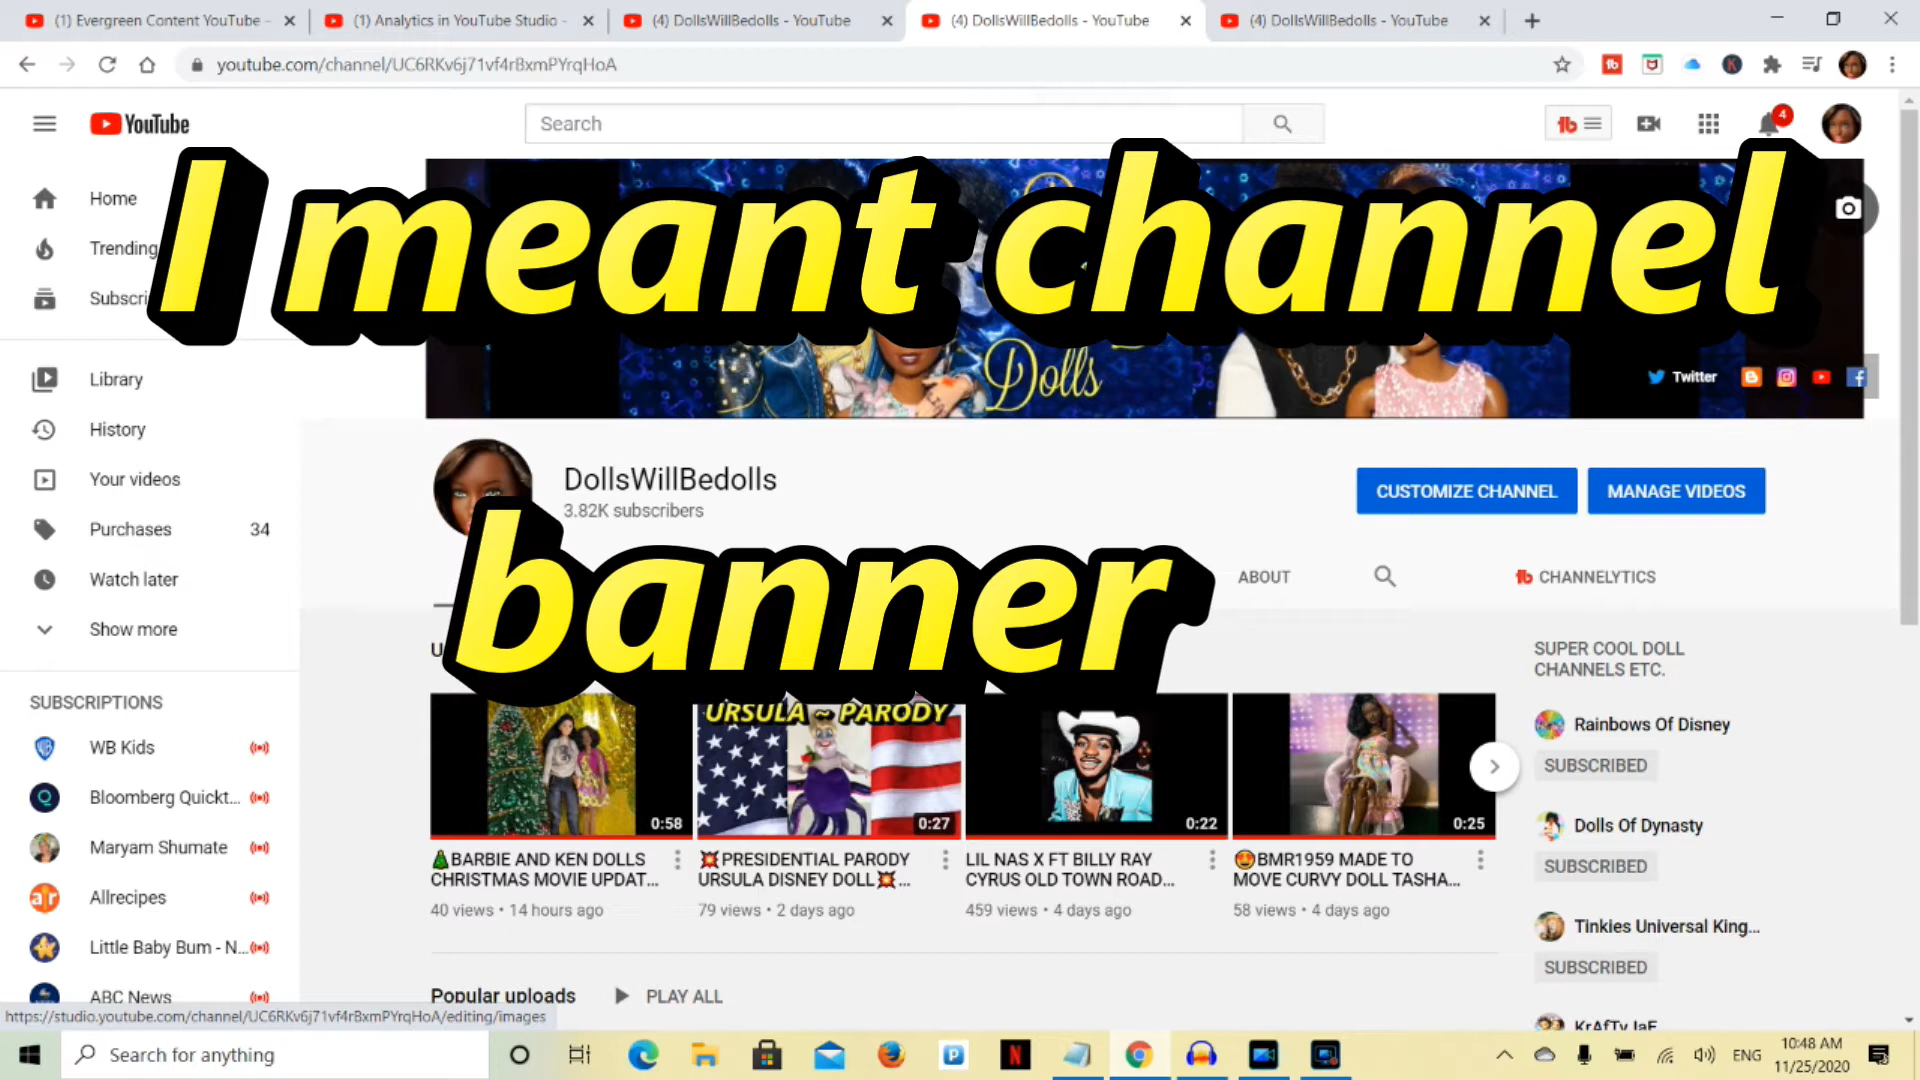 (1) Evergreen Content YouTube -
(1) Analytics in YouTube Studio -
(4) DollsWillBedolls - YouTube
(4) DollsWillBedolls - YouTube
(4) DollsWillBedolls - YouTube
youtube.com/channel/UC6RKv6j71vf4rBxmPYrqHoA
YouTube
Search
4
I meant channel
banner
Home
Trending
Subscri
Library
History
Your videos
Purchases 34
Watch later
Show more
SUBSCRIPTIONS
WB Kids
Bloomberg Quickt...
Maryam Shumate
Allrecipes
Little Baby Bum - N...
ABC News
Dolls
Twitter
DollsWillBedolls
3.82K subscribers
CUSTOMIZE CHANNEL
MANAGE VIDEOS
ABOUT
CHANNELYTICS
URSULA ~ PARODY
0:58
0:27
0:22
0:25
BARBIE AND KEN DOLLS
CHRISTMAS MOVIE UPDAT...
40 views • 14 hours ago
PRESIDENTIAL PARODY
URSULA DISNEY DOLL...
79 views • 2 days ago
LIL NAS X FT BILLY RAY
CYRUS OLD TOWN ROAD...
459 views • 4 days ago
BMR1959 MADE TO
MOVE CURVY DOLL TASHA...
58 views • 4 days ago
Popular uploads
PLAY ALL
SUPER COOL DOLL
CHANNELS ETC.
Rainbows Of Disney
SUBSCRIBED
Dolls Of Dynasty
SUBSCRIBED
Tinkies Universal King...
SUBSCRIBED
KrAfTy JaE
https://studio.youtube.com/channel/UC6RKv6j71vf4rBxmPYrqHoA/editing/images
Search for anything
ENG
10:48 AM
11/25/2020